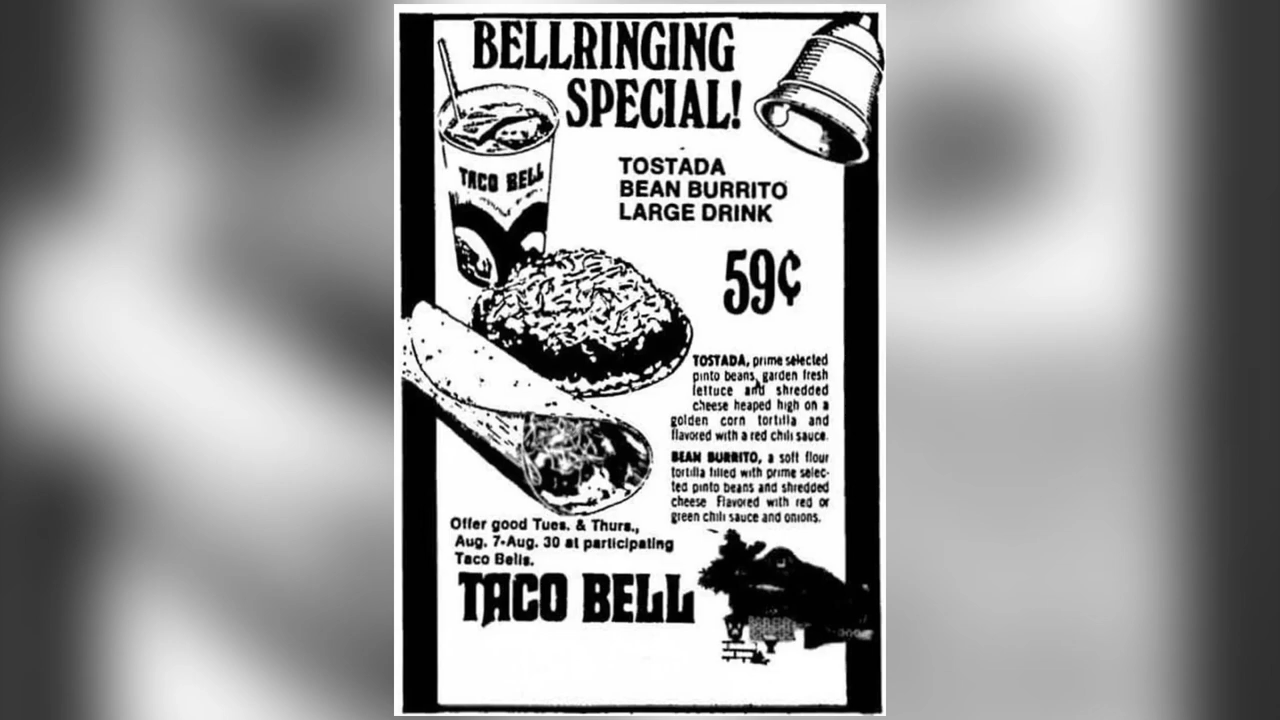 BELLRINGING
SPECIAL!
TACO BELL
TOSTADA
BEAN BURRITO
LARGE DRINK
59¢
TOSTADA, prime selected
pinto beans, garden fresh
lettuce and shredded
cheese heaped high on a
golden corn tortilla and
flavored with a red chili sauce.
BEAN BURRITO, a soft flour
tortilla filled with prime selec-
ted pinto beans and shredded
cheese Flavored with red or
green chili sauce and onions.
Offer good Tues. & Thurs.,
Aug. 7-Aug. 30 at participating
Taco Bells.
TACO BELL